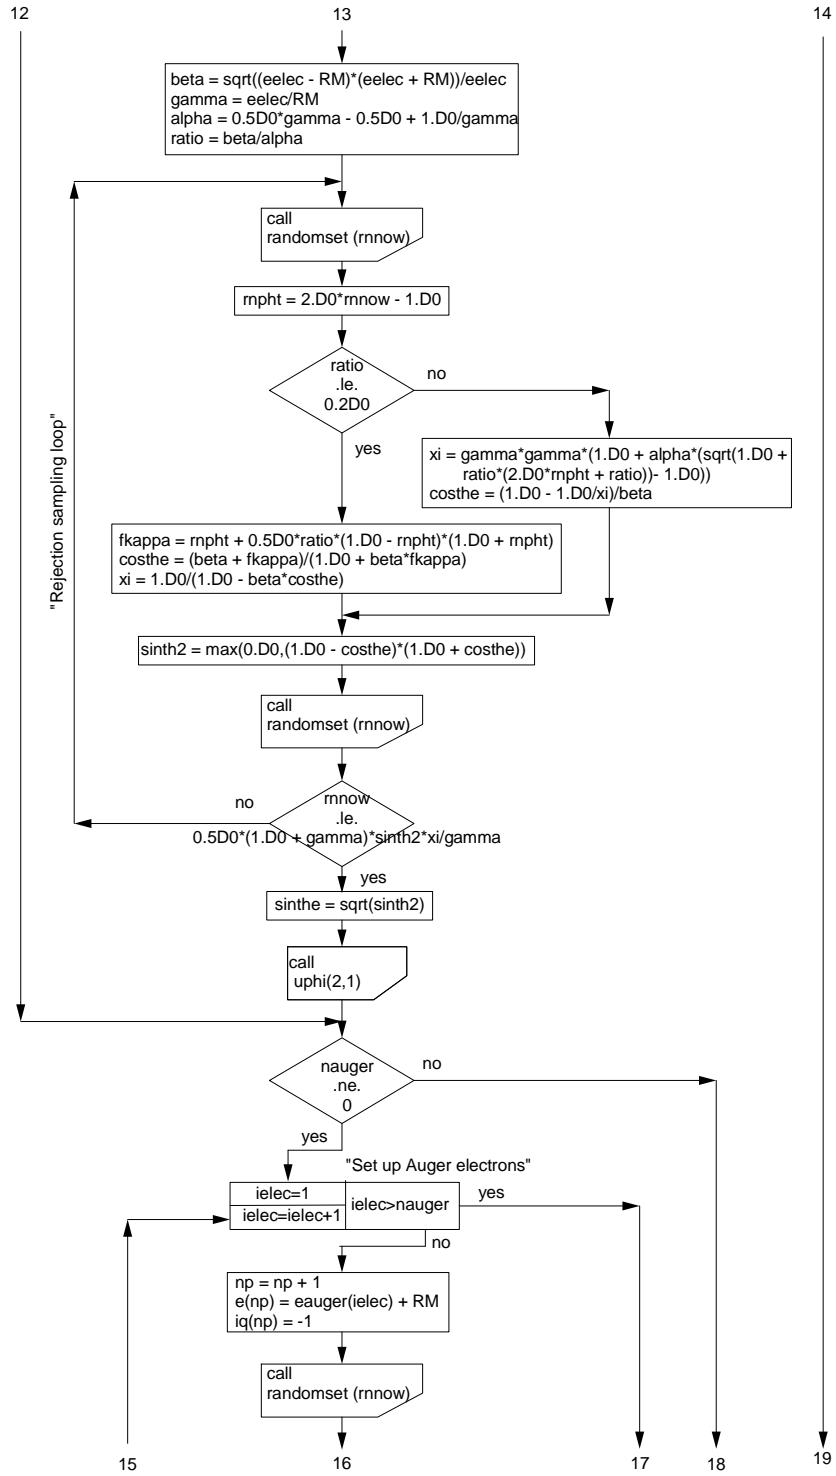 12
13
14
beta = sqrt((eelec - RM)*(eelec + RM))/eelec
gamma = eelec/RM
alpha = 0.5D0*gamma - 0.5D0 + 1.D0/gamma
ratio = beta/alpha
call
randomset (rnnow)
rnpht = 2.D0*rnnow - 1.D0
ratio
.le.
0.2D0
no
yes
"Rejection sampling loop"
xi = gamma*gamma*(1.D0 + alpha*(sqrt(1.D0 +
ratio*(2.D0*rnpht + ratio))- 1.D0))
costhe = (1.D0 - 1.D0/xi)/beta
fkappa = rnpht + 0.5D0*ratio*(1.D0 - rnpht)*(1.D0 + rnpht)
costhe = (beta + fkappa)/(1.D0 + beta*fkappa)
xi = 1.D0/(1.D0 - beta*costhe)
sinth2 = max(0.D0,(1.D0 - costhe)*(1.D0 + costhe))
call
randomset (rnnow)
no
rnnow
.le.
0.5D0*(1.D0 + gamma)*sinth2*xi/gamma
yes
sinthe = sqrt(sinth2)
call
uphi(2,1)
nauger
.ne.
0
no
yes
"Set up Auger electrons"
ielec=1
ielec=ielec+1
ielec>nauger
yes
no
np = np + 1
e(np) = eauger(ielec) + RM
iq(np) = -1
call
randomset (rnnow)
15
16
17
18
19